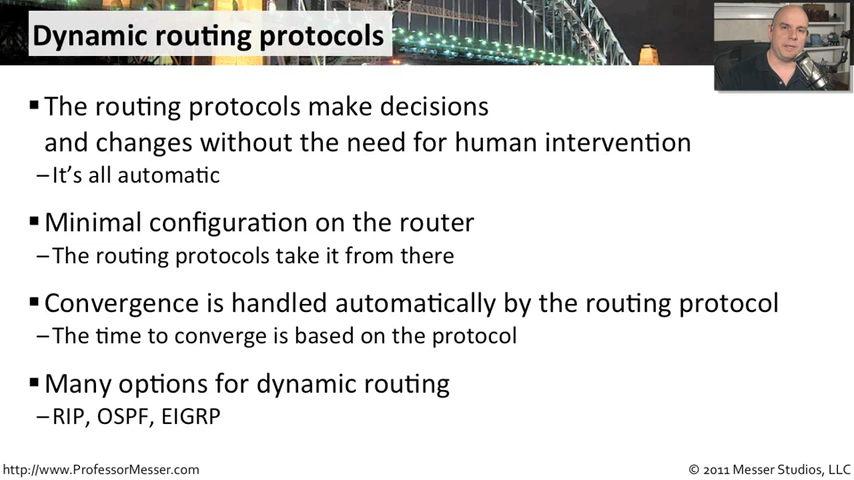 Dynamic routing protocols
▪ The routing protocols make decisions
and changes without the need for human intervention
– It's all automatic
▪ Minimal configuration on the router
– The routing protocols take it from there
▪ Convergence is handled automatically by the routing protocol
– The time to converge is based on the protocol
▪ Many options for dynamic routing
– RIP, OSPF, EIGRP
http://www.ProfessorMesser.com
© 2011 Messer Studios, LLC